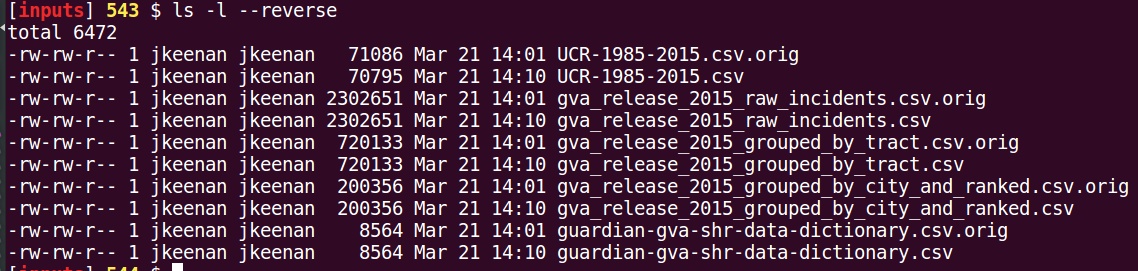 [inputs] 543 $ ls -l --reverse
total 6472
-rw-rw-r-- 1 jkeenan jkeenan   71086 Mar 21 14:01 UCR-1985-2015.csv.orig
-rw-rw-r-- 1 jkeenan jkeenan   70795 Mar 21 14:10 UCR-1985-2015.csv
-rw-rw-r-- 1 jkeenan jkeenan 2302651 Mar 21 14:01 gva_release_2015_raw_incidents.csv.orig
-rw-rw-r-- 1 jkeenan jkeenan 2302651 Mar 21 14:10 gva_release_2015_raw_incidents.csv
-rw-rw-r-- 1 jkeenan jkeenan  720133 Mar 21 14:01 gva_release_2015_grouped_by_tract.csv.orig
-rw-rw-r-- 1 jkeenan jkeenan  720133 Mar 21 14:10 gva_release_2015_grouped_by_tract.csv
-rw-rw-r-- 1 jkeenan jkeenan  200356 Mar 21 14:01 gva_release_2015_grouped_by_city_and_ranked.csv.orig
-rw-rw-r-- 1 jkeenan jkeenan  200356 Mar 21 14:10 gva_release_2015_grouped_by_city_and_ranked.csv
-rw-rw-r-- 1 jkeenan jkeenan    8564 Mar 21 14:01 guardian-gva-shr-data-dictionary.csv.orig
-rw-rw-r-- 1 jkeenan jkeenan    8564 Mar 21 14:10 guardian-gva-shr-data-dictionary.csv
[inputs] 544 $